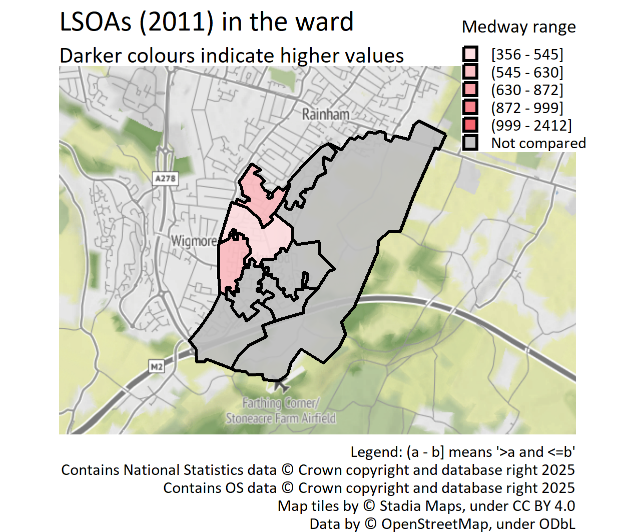 LSOAs (2011) in the ward
Darker colours indicate higher values
Medway range
[356 - 545]
(545 - 630]
(630 - 872]
(872 - 999]
(999 - 2412]
Not compared
Rainham
A278
Wigmore
M2
Farthing Corner/
Stoneacre Farm Airfield
Legend: (a - b] means '>a and <=b'
Contains National Statistics data © Crown copyright and database right 2025
Contains OS data © Crown copyright and database right 2025
Map tiles by © Stadia Maps, under CC BY 4.0
Data by © OpenStreetMap, under ODbL